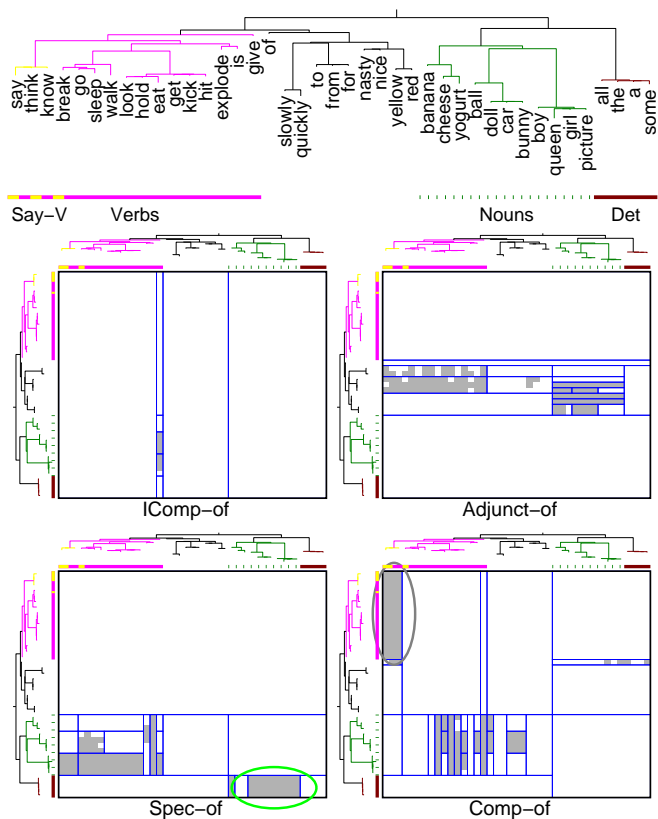 say think know break go sleep walk look hold eat get kick hit explode is give of slowly quickly to from for nasty nice yellow red banana cheese yogurt ball doll car bunny boy queen girl picture all the a some
Say-V Verbs Nouns Det
IComp-of Adjunct-of
Spec-of Comp-of